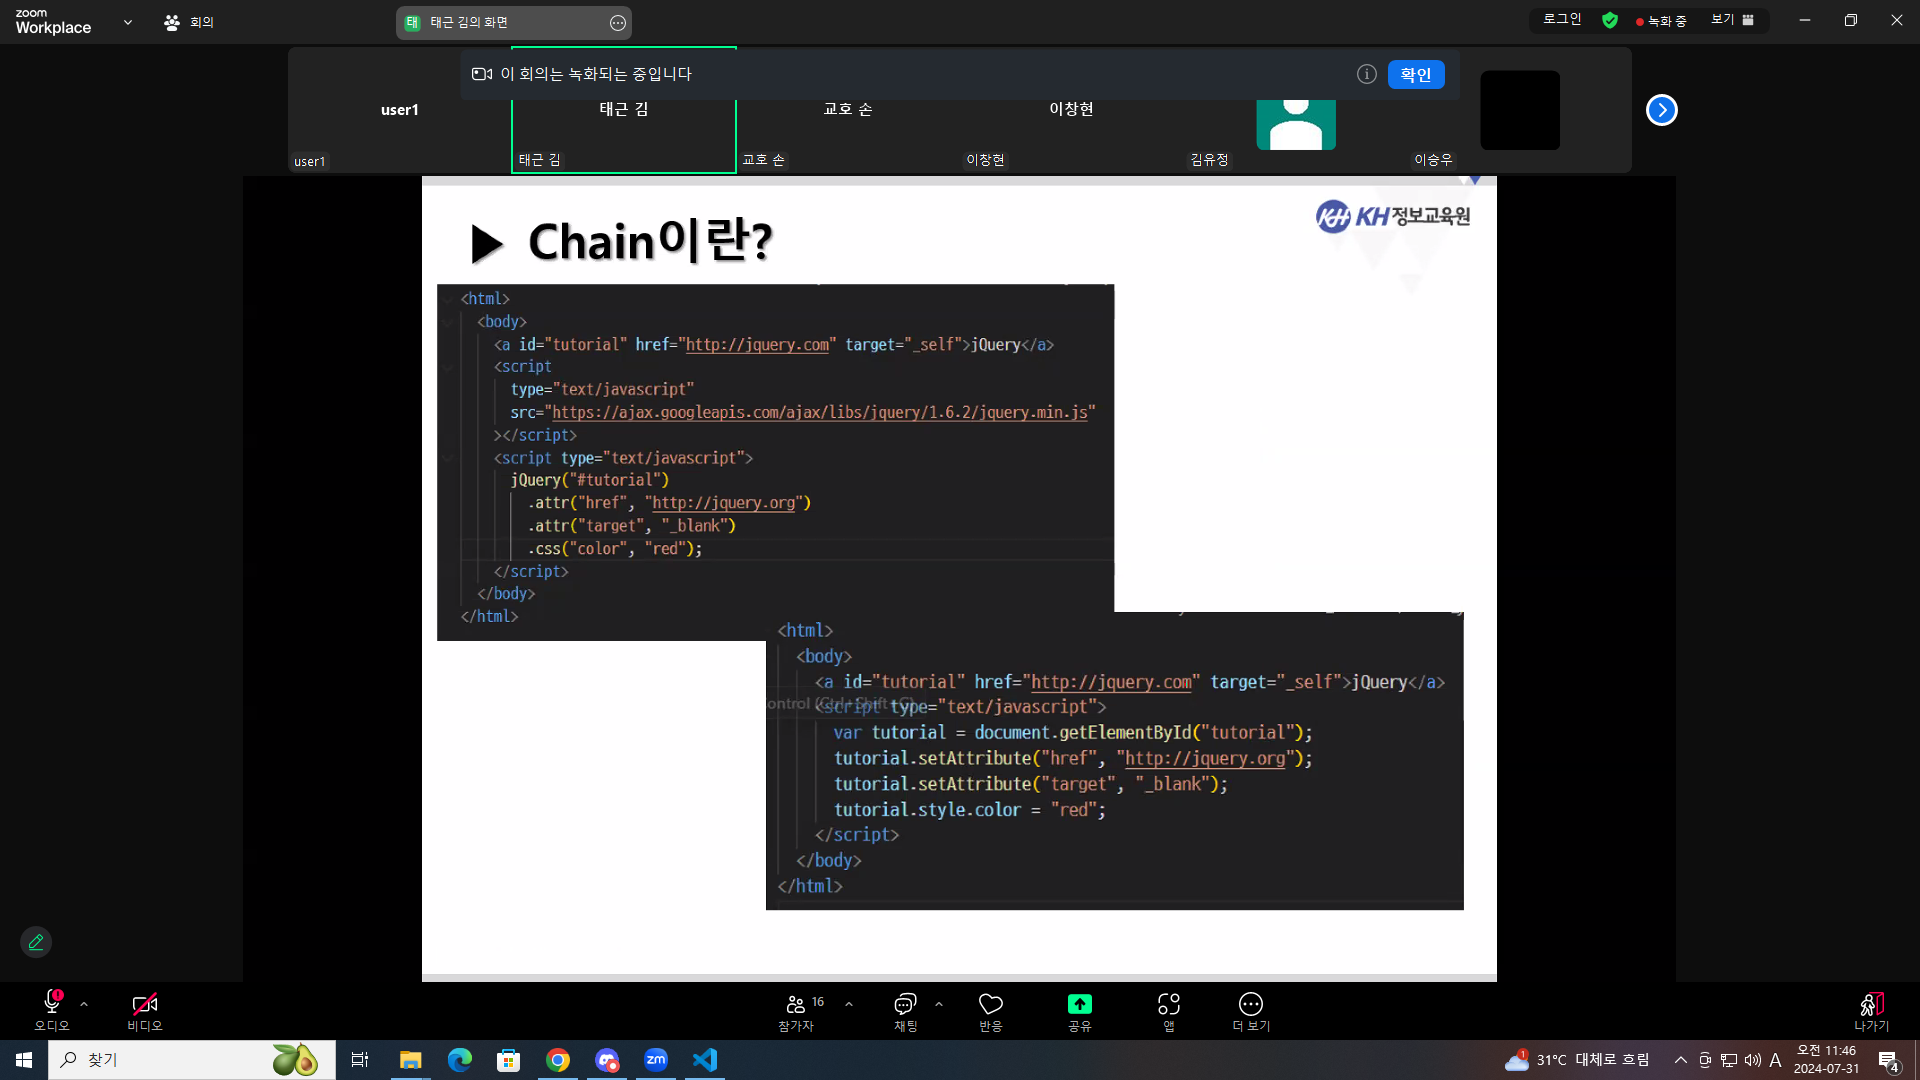 zoom
Workplace
회의
태 태근 김의 화면
로그인
녹화 중
보기
이 회의는 녹화되는 중입니다
확인
user1
태근 김
교호 손
이창현
user1
태근 김
교호 손
이창현
김유정
이승우
▶ Chain이란?
KH KH정보교육원
<html>
<body>
<a id="tutorial" href="http://jquery.com" target="_self">jQuery</a>
<script
type="text/javascript"
src="https://ajax.googleapis.com/ajax/libs/jquery/1.6.2/jquery.min.js"
></script>
<script type="text/javascript">
jQuery("#tutorial")
.attr("href", "http://jquery.org")
.attr("target", "_blank")
.css("color", "red");
</script>
</body>
</html>
<html>
<body>
<a id="tutorial" href="http://jquery.com" target="_self">jQuery</a>
<script type="text/javascript">
var tutorial = document.getElementById("tutorial");
tutorial.setAttribute("href", "http://jquery.org");
tutorial.setAttribute("target", "_blank");
tutorial.style.color = "red";
</script>
</body>
</html>
오디오
비디오
16
참가자
채팅
반응
공유
앱
더 보기
나가기
찾기
zm
1
31°C 대체로 흐림
A
오전 11:46
2024-07-31
4